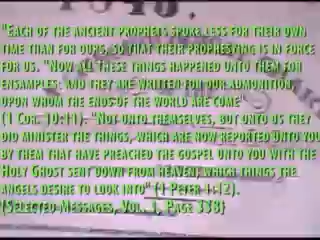 "Each of the ancient prophets spoke less for their own
time than for ours, so that their prophesying is in force
for us. "Now all these things happened unto them for
ensamples: and they are written for our admonition,
upon whom the ends of the world are come"
(1 Cor. 10:11). "Not unto themselves, but unto us they
did minister the things, which are now reported unto you
by them that have preached the gospel unto you with the
Holy Ghost sent down from heaven; which things the
angels desire to look into" (1 Peter 1:12).
{Selected Messages, Vol. 3, Page 338}